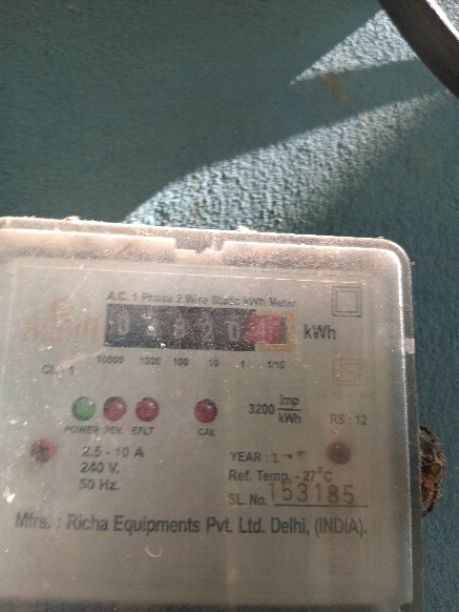 A.C. 1 Phase 2 Wire Static kWh Meter
kWh
10000 1000 100 10 1 1/10
3200 Imp/kWh
POWER REV. EFLT CAL
RS : 12
2.5 - 10 A
240 V.
50 Hz.
YEAR :
Ref. Temp. - 27°C
SL. No. 153185
Mfrs. : Richa Equipments Pvt. Ltd. Delhi, (INDIA).